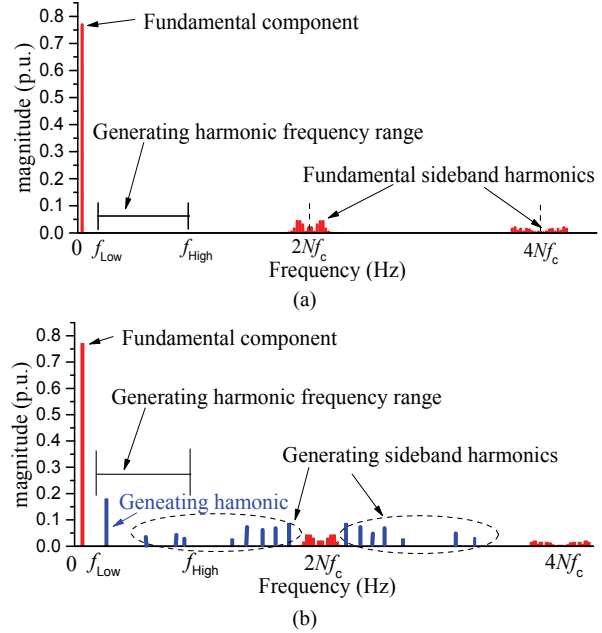 Fundamental component
0.8
0.7
0.6
0.5
0.4
0.3
0.2
0.1
0.0
magnitude (p.u.)
Generating harmonic frequency range
Fundamental sideband harmonics
0
fLow
fHigh
2Nfc
4Nfc
Frequency (Hz)
(a)
Fundamental component
0.8
0.7
0.6
0.5
0.4
0.3
0.2
0.1
0.0
magnitude (p.u.)
Generating harmonic frequency range
Generating sideband harmonics
Geneating hamonic
0
fLow
fHigh
2Nfc
4Nfc
Frequency (Hz)
(b)